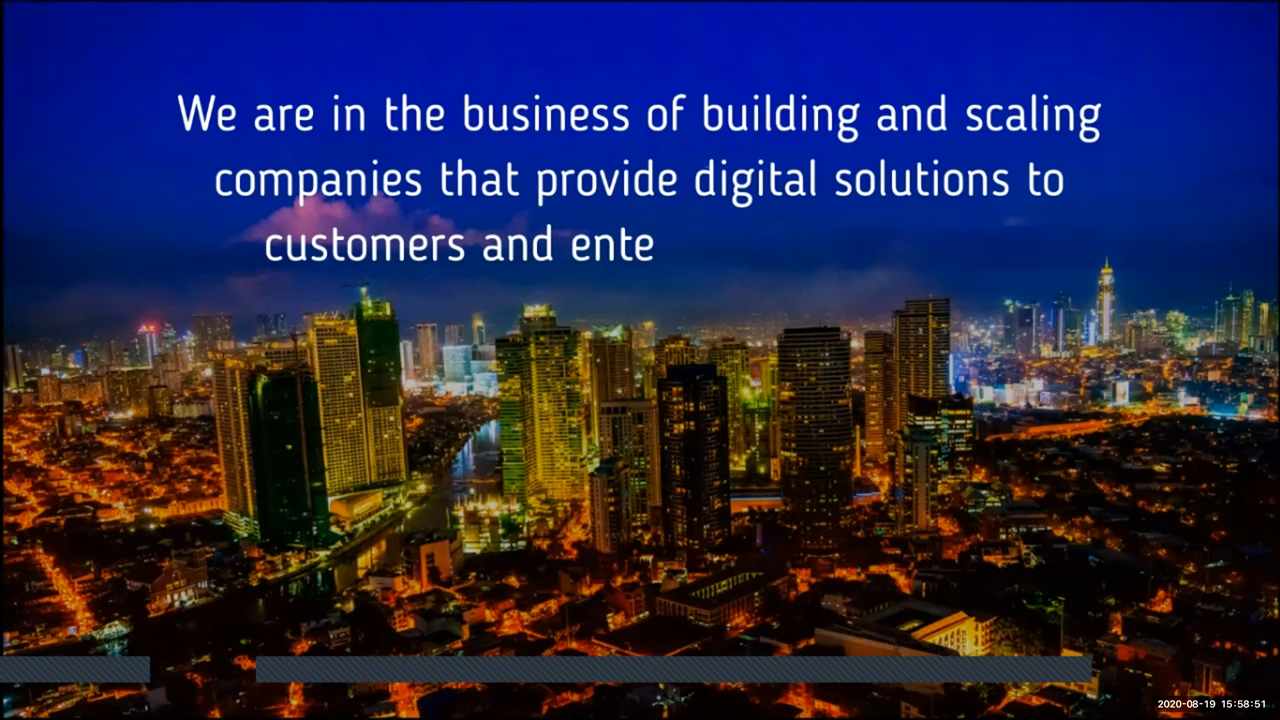 We are in the business of building and scaling
companies that provide digital solutions to
customers and ente
2020-08-19 15:58:51